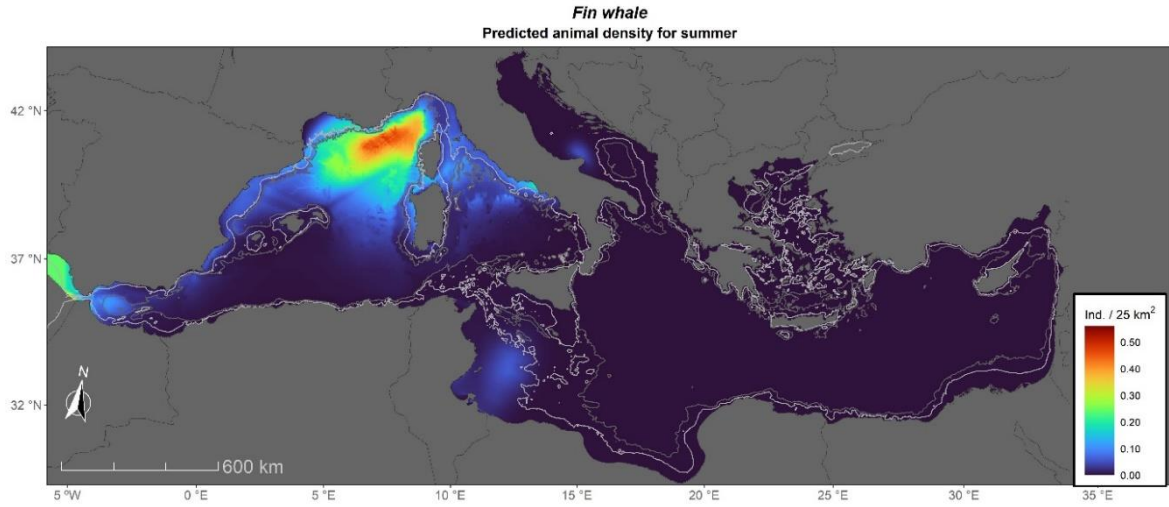 Fin whale
Predicted animal density for summer
42 °N
37 °N
32 °N
N
600 km
5 °W
0 °E
5 °E
10 °E
15 °E
20 °E
25 °E
30 °E
35 °E
Ind. / 25 km²
0.50
0.40
0.30
0.20
0.10
0.00